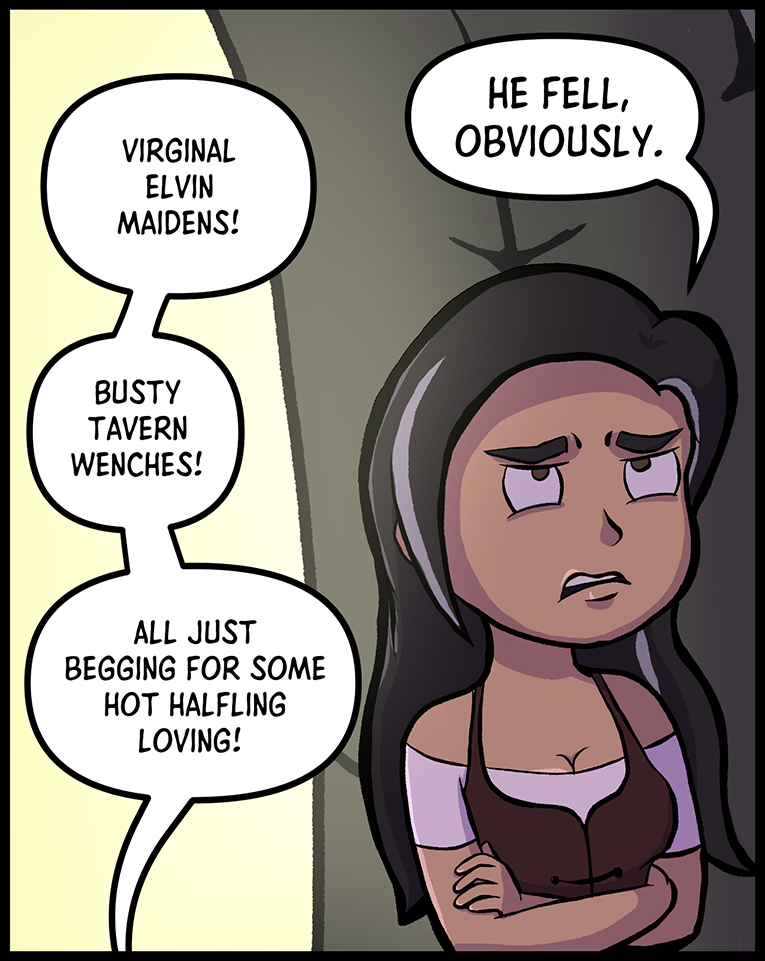 VIRGINAL
ELVIN
MAIDENS!
BUSTY
TAVERN
WENCHES!
ALL JUST
BEGGING FOR SOME
HOT HALFLING
LOVING!
HE FELL,
OBVIOUSLY.